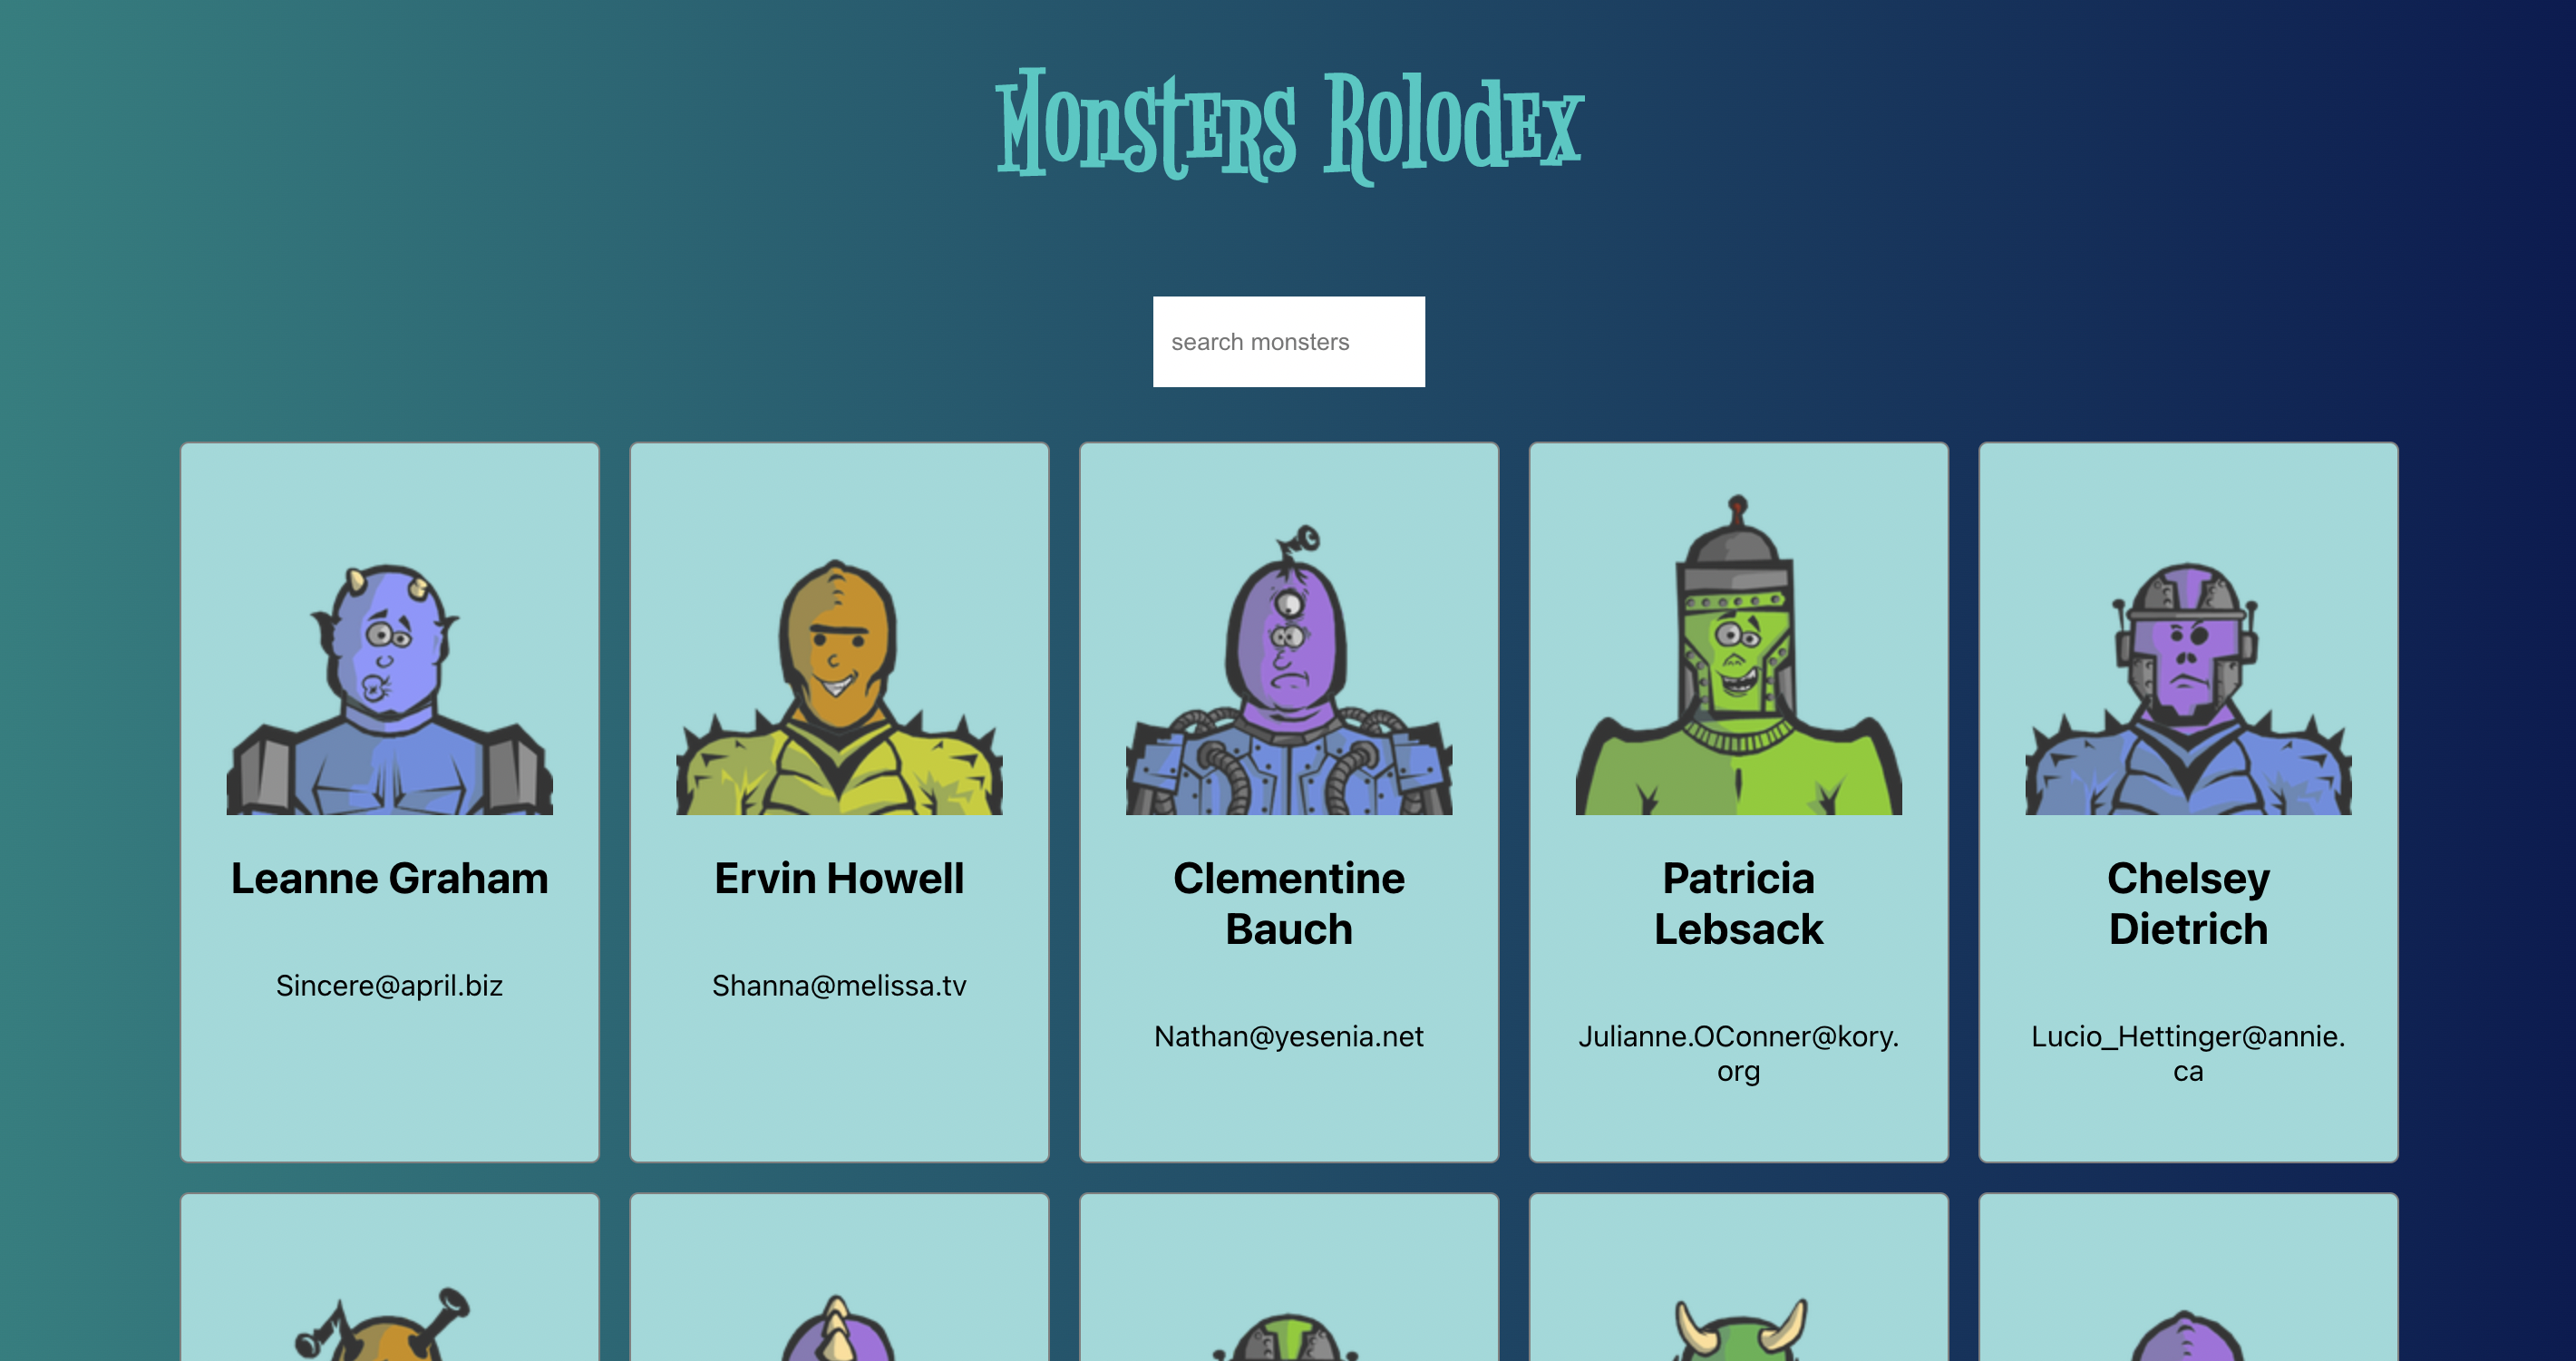 Monsters Rolodex
search monsters
Leanne Graham
Sincere@april.biz
Ervin Howell
Shanna@melissa.tv
Clementine
Bauch
Nathan@yesenia.net
Patricia
Lebsack
Julianne.OConner@kory.
org
Chelsey
Dietrich
Lucio_Hettinger@annie.
ca